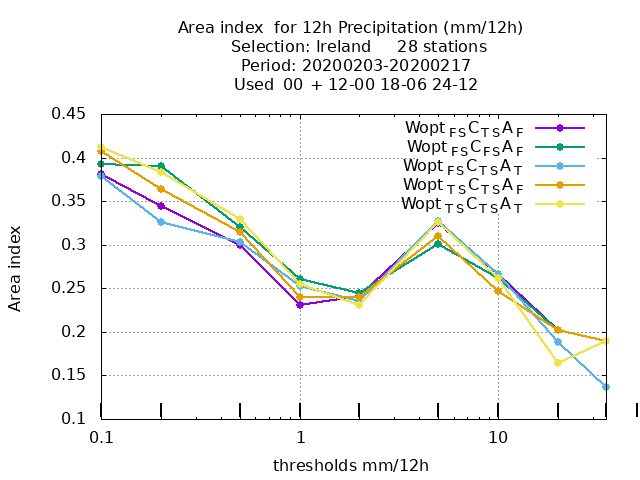 Area index for 12h Precipitation (mm/12h)
Selection: Ireland 28 stations
Period: 20200203-20200217
Used 00 + 12-00 18-06 24-12
0.45
0.4
0.35
0.3
0.25
0.2
0.15
0.1
Area index
Wopt FS C TS A F
Wopt FS C FS A F
Wopt FS C TS A T
Wopt TS C TS A F
Wopt TS C TS A T
0.1 1 10
thresholds mm/12h